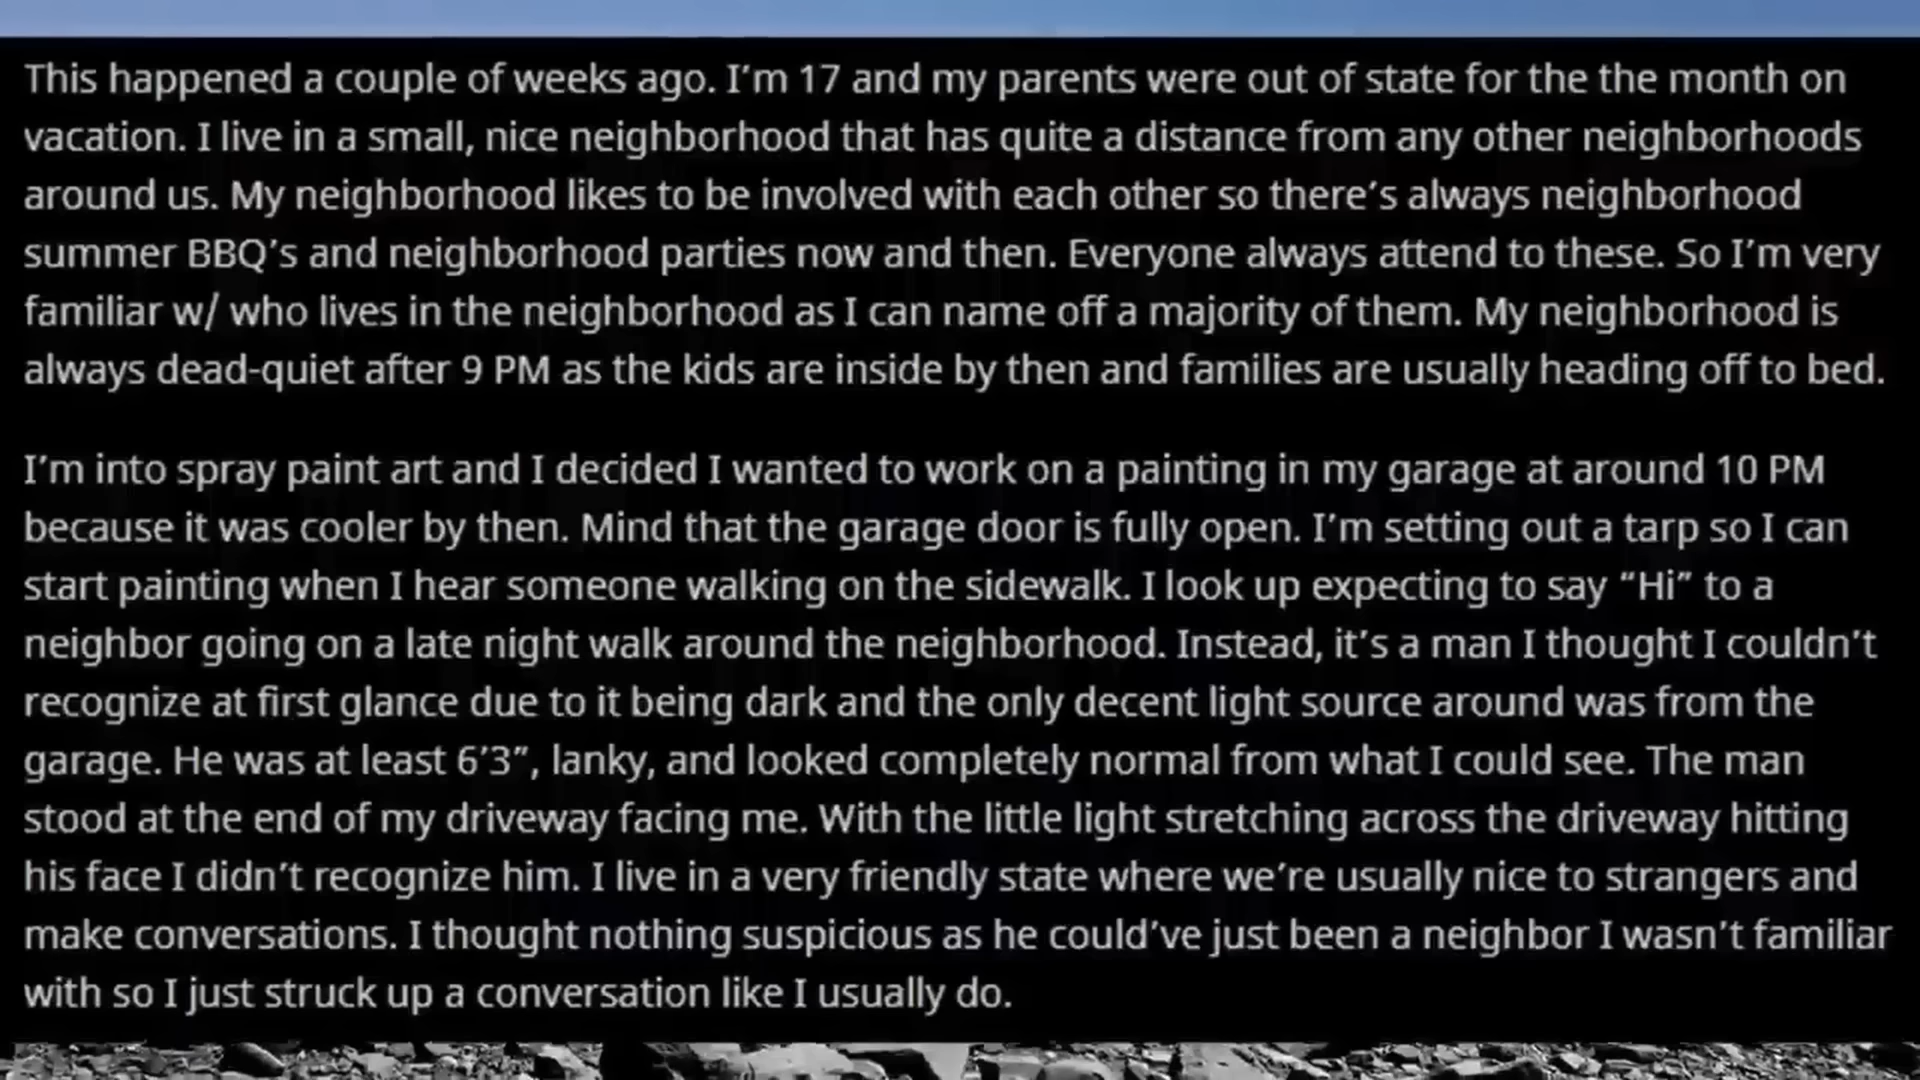 This happened a couple of weeks ago. I’m 17 and my parents were out of state for the the month on
vacation. I live in a small, nice neighborhood that has quite a distance from any other neighborhoods
around us. My neighborhood likes to be involved with each other so there’s always neighborhood
summer BBQ’s and neighborhood parties now and then. Everyone always attend to these. So I’m very
familiar w/ who lives in the neighborhood as I can name off a majority of them. My neighborhood is
always dead-quiet after 9 PM as the kids are inside by then and families are usually heading off to bed.
I’m into spray paint art and I decided I wanted to work on a painting in my garage at around 10 PM
because it was cooler by then. Mind that the garage door is fully open. I’m setting out a tarp so I can
start painting when I hear someone walking on the sidewalk. I look up expecting to say “Hi” to a
neighbor going on a late night walk around the neighborhood. Instead, it’s a man I thought I couldn’t
recognize at first glance due to it being dark and the only decent light source around was from the
garage. He was at least 6’3”, lanky, and looked completely normal from what I could see. The man
stood at the end of my driveway facing me. With the little light stretching across the driveway hitting
his face I didn’t recognize him. I live in a very friendly state where we’re usually nice to strangers and
make conversations. I thought nothing suspicious as he could’ve just been a neighbor I wasn’t familiar
with so I just struck up a conversation like I usually do.